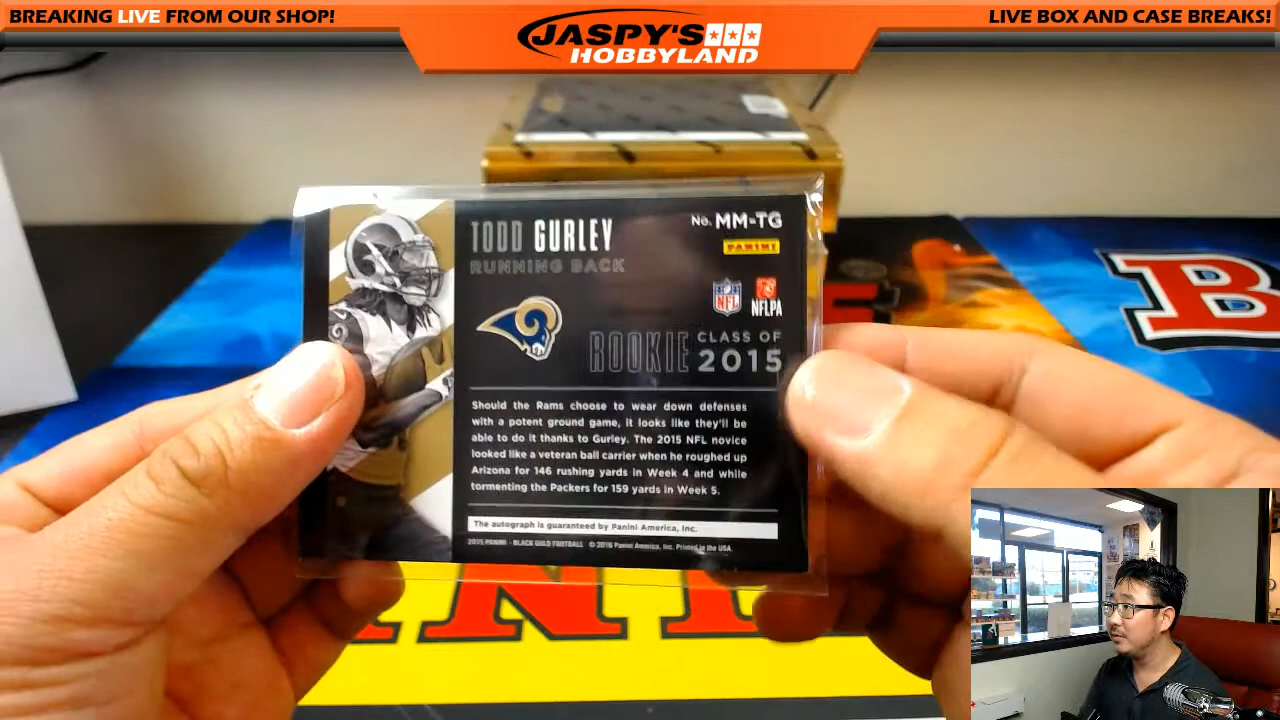 BREAKING LIVE FROM OUR SHOP!
JASPY'S
HOBBYLAND
LIVE BOX AND CASE BREAKS!
TODD GURLEY
RUNNING BACK
No. MM-TG
PANINI
NFL
NFLPA
ROOKIE CLASS OF
2015
Should the Rams choose to wear down defenses
with a potent ground game, it looks like they'll be
able to do it thanks to Gurley. The 2015 NFL novice
looked like a veteran ball carrier when he roughed up
Arizona for 146 rushing yards in Week 4 and while
tormenting the Packers for 159 yards in Week 5.
The autograph is guaranteed by Panini America, Inc.
2015 PANINI - BLACK GOLD FOOTBALL © 2016 Panini America, Inc. Printed in the USA.
B